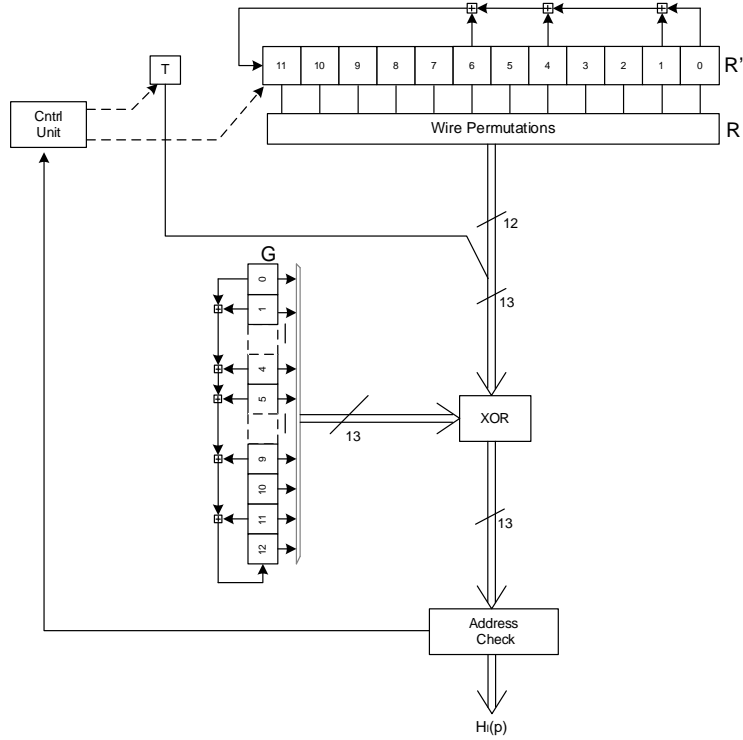 T
11 10 9 8 7 6 5 4 3 2 1 0
R'
Cntrl
Unit
Wire Permutations
R
12
G
0
1
13
4
5
XOR
13
9
10
11
13
12
Address
Check
Hl(p)